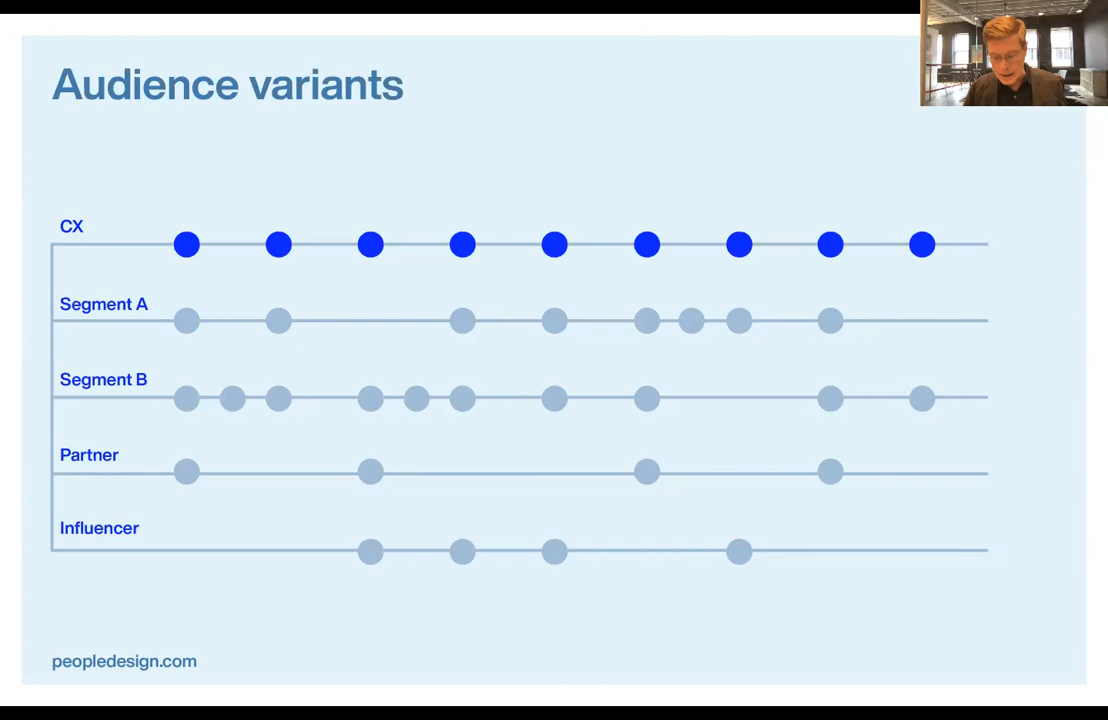 Audience variants
CX
Segment A
Segment B
Partner
Influencer
peopledesign.com